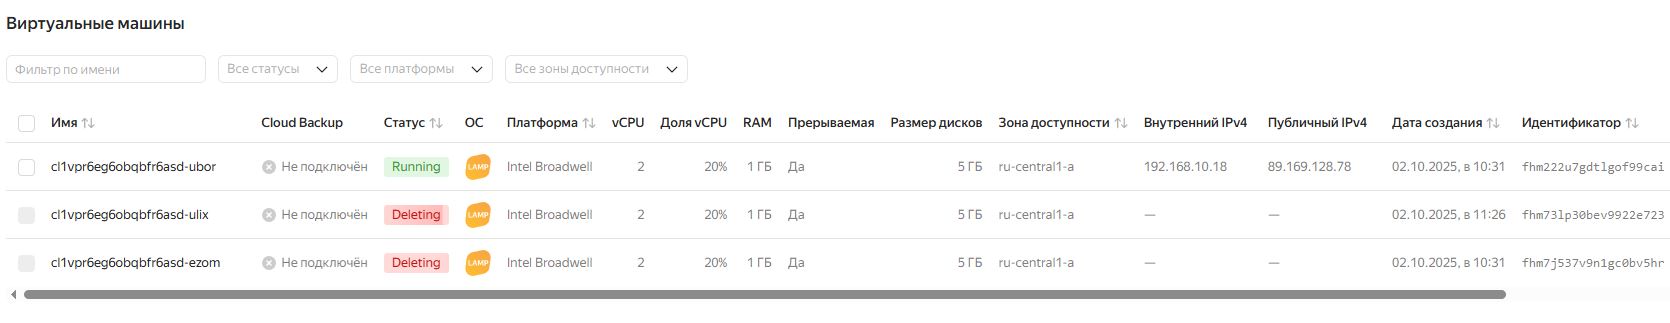 Виртуальные машины
Фильтр по имени Все статусы Все платформы Все зоны доступности
Имя Cloud Backup Статус ОС Платформа vCPU Доля vCPU RAM Прерываемая Размер дисков Зона доступности Внутренний IPv4 Публичный IPv4 Дата создания Идентификатор
cl1vpr6eg6obqbfr6asd-ubor Не подключён Running LAMP Intel Broadwell 2 20% 1 ГБ Да 5 ГБ ru-central1-a 192.168.10.18 89.169.128.78 02.10.2025, в 10:31 fhm222u7gdtlgof99cai
cl1vpr6eg6obqbfr6asd-ulix Не подключён Deleting LAMP Intel Broadwell 2 20% 1 ГБ Да 5 ГБ ru-central1-a — — 02.10.2025, в 11:26 fhm73lp30bev9922e723
cl1vpr6eg6obqbfr6asd-ezom Не подключён Deleting LAMP Intel Broadwell 2 20% 1 ГБ Да 5 ГБ ru-central1-a — — 02.10.2025, в 10:31 fhm7j537v9n1gc0bv5hr